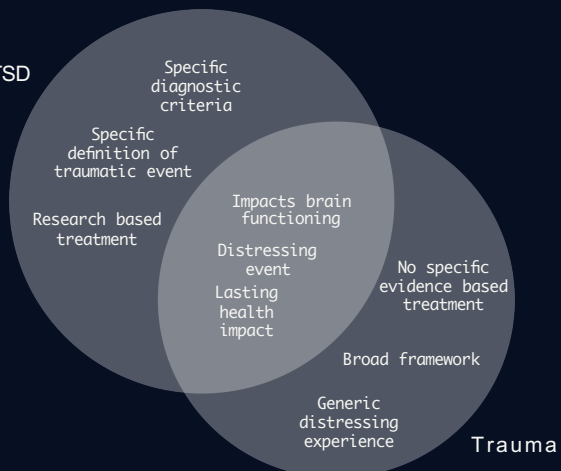 TSD
Specific
diagnostic
criteria
Specific
definition of
traumatic event
Research based
treatment
Impacts brain
functioning
Distressing
event
Lasting
health
impact
No specific
evidence based
treatment
Broad framework
Generic
distressing
experience
Trauma